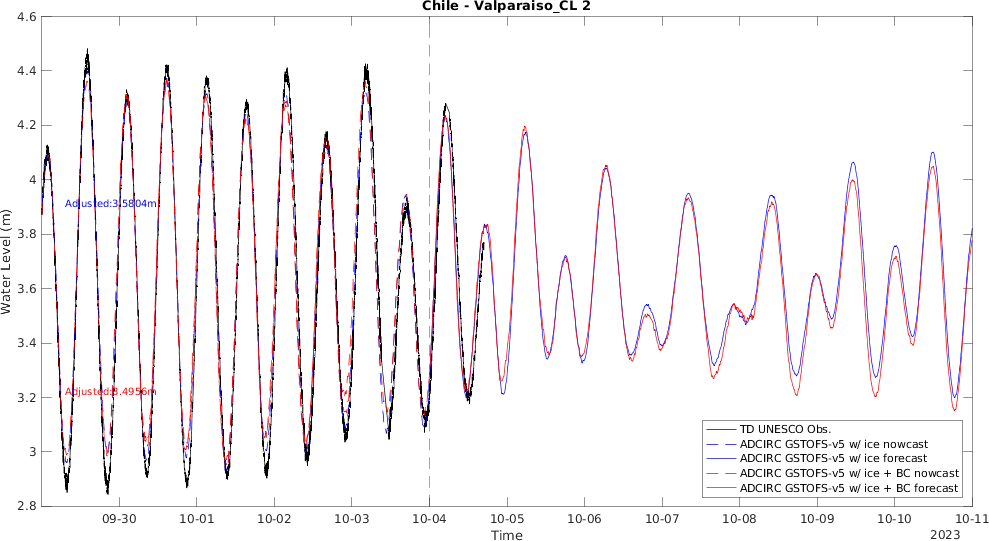 Chile - Valparaiso_CL 2
4.6
4.4
4.2
4
3.8
3.6
3.4
3.2
3
2.8
Water Level (m)
Adjusted:3.5804m
Adjusted:3.4956m
TD UNESCO Obs.
ADCIRC GSTOFS-v5 w/ ice nowcast
ADCIRC GSTOFS-v5 w/ ice forecast
ADCIRC GSTOFS-v5 w/ ice + BC nowcast
ADCIRC GSTOFS-v5 w/ ice + BC forecast
09-30 10-01 10-02 10-03 10-04 10-05 10-06 10-07 10-08 10-09 10-10 10-11
Time
2023